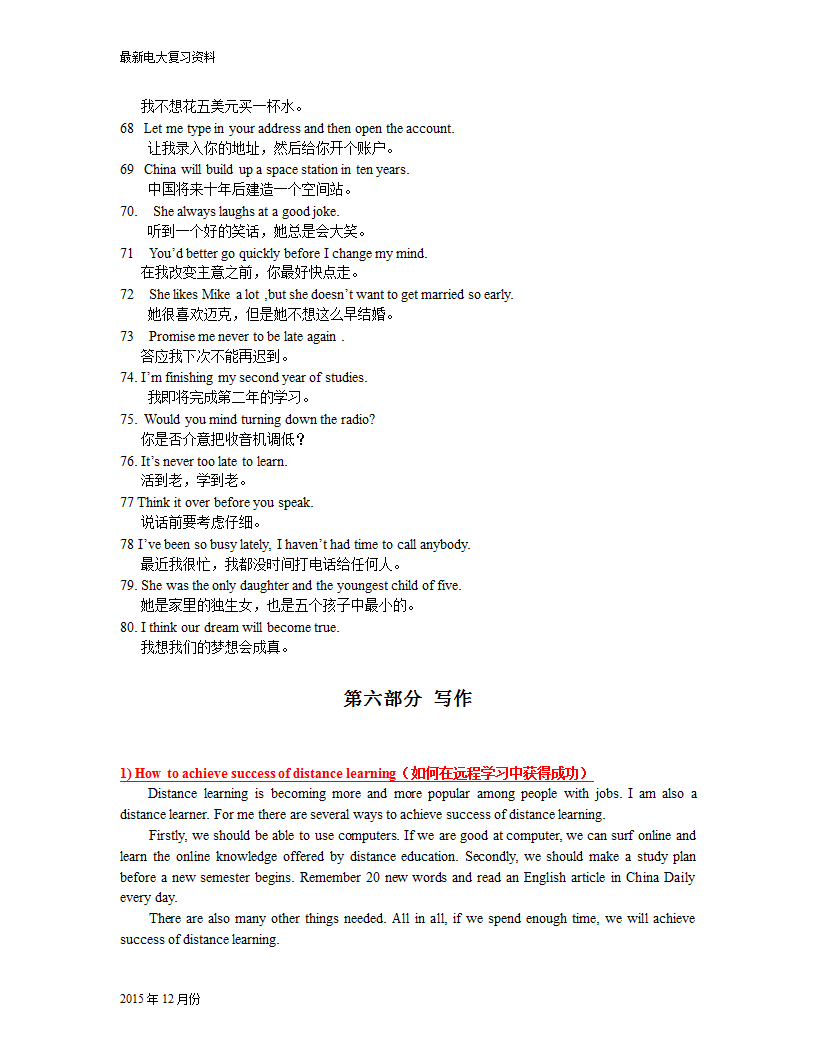 最新电大复习资料
我不想花五美元买一杯水。
68 Let me type in your address and then open the account.
让我录入你的地址，然后给你开个账户。
69 China will build up a space station in ten years.
中国将来十年后建造一个空间站。
70. She always laughs at a good joke.
听到一个好的笑话，她总是会大笑。
71 You’d better go quickly before I change my mind.
在我改变主意之前，你最好快点走。
72 She likes Mike a lot ,but she doesn’t want to get married so early.
她很喜欢迈克，但是她不想这么早结婚。
73 Promise me never to be late again .
答应我下次不能再迟到。
74. I’m finishing my second year of studies.
我即将完成第二年的学习。
75. Would you mind turning down the radio?
你是否介意把收音机调低？
76. It’s never too late to learn.
活到老，学到老。
77 Think it over before you speak.
说话前要考虑仔细。
78 I’ve been so busy lately, I haven’t had time to call anybody.
最近我很忙，我都没时间打电话给任何人。
79. She was the only daughter and the youngest child of five.
她是家里的独生女，也是五个孩子中最小的。
80. I think our dream will become true.
我想我们的梦想会成真。
第六部分 写作
1) How to achieve success of distance learning（如何在远程学习中获得成功）
Distance learning is becoming more and more popular among people with jobs. I am also a
distance learner. For me there are several ways to achieve success of distance learning.
Firstly, we should be able to use computers. If we are good at computer, we can surf online and
learn the online knowledge offered by distance education. Secondly, we should make a study plan
before a new semester begins. Remember 20 new words and read an English article in China Daily
every day.
There are also many other things needed. All in all, if we spend enough time, we will achieve
success of distance learning.
2015 年 12 月份